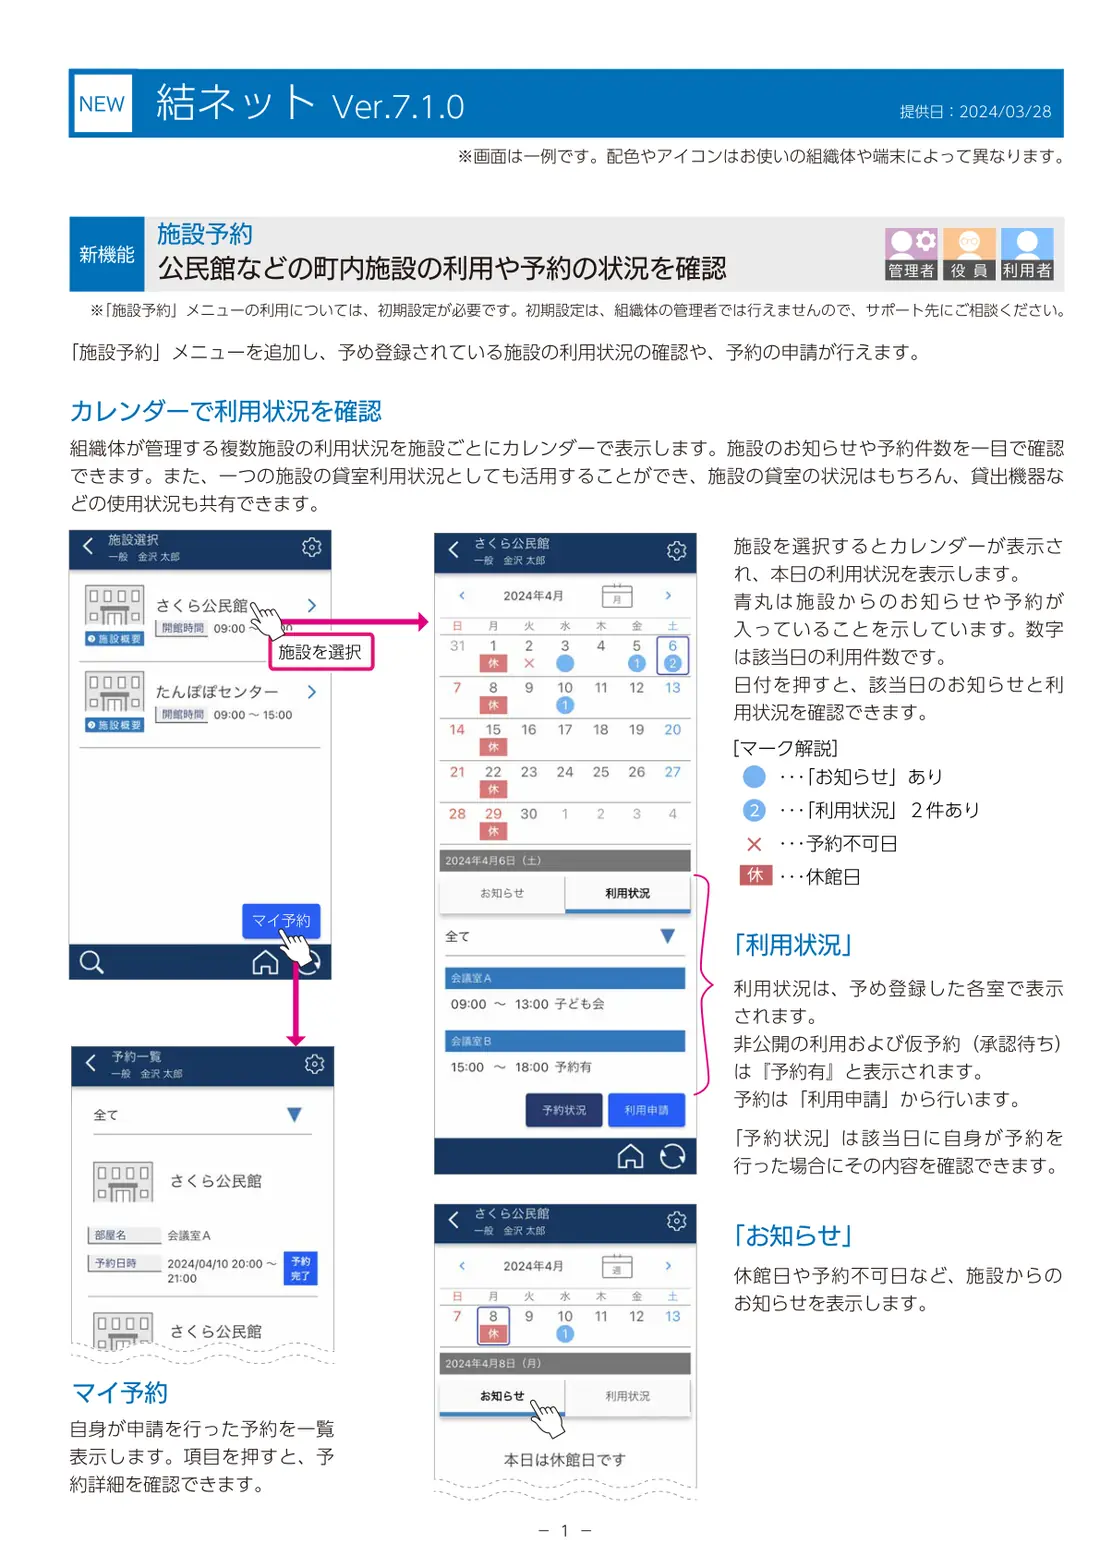 NEW
結ネット Ver.7.1.0
提供日：2024/03/28
※画面は一例です。配色やアイコンはお使いの組織体や端末によって異なります。
新機能
施設予約
公民館などの町内施設の利用や予約の状況を確認
管理者
役 員
利用者
※「施設予約」メニューの利用については、初期設定が必要です。初期設定は、組織体の管理者では行えませんので、サポート先にご相談ください。
「施設予約」メニューを追加し、予め登録されている施設の利用状況の確認や、予約の申請が行えます。
カレンダーで利用状況を確認
組織体が管理する複数施設の利用状況を施設ごとにカレンダーで表示します。施設のお知らせや予約件数を一目で確認
できます。また、一つの施設の貸室利用状況としても活用することができ、施設の貸室の状況はもちろん、貸出機器な
どの使用状況も共有できます。
施設選択
一般 金沢 太郎
さくら公民館
施設概要
開館時間 09:00 ～
施設を選択
たんぽぽセンター
施設概要
開館時間 09:00 ～ 15:00
マイ予約
予約一覧
一般 金沢 太郎
全て
さくら公民館
部屋名 会議室A
予約日時 2024/04/10 20:00 ～
21:00
予約
完了
さくら公民館
マイ予約
自身が申請を行った予約を一覧
表示します。項目を押すと、予
約詳細を確認できます。
さくら公民館
一般 金沢 太郎
2024年4月
月
日 月 火 水 木 金 土
31 1 2 3 4 5 6
休 × 1 2
7 8 9 10 11 12 13
休 1
14 15 16 17 18 19 20
休
21 22 23 24 25 26 27
休
28 29 30 1 2 3 4
休
2024年4月6日（土）
お知らせ 利用状況
全て
会議室A
09:00 ～ 13:00 子ども会
会議室B
15:00 ～ 18:00 予約有
予約状況 利用申請
さくら公民館
一般 金沢 太郎
2024年4月
週
日 月 火 水 木 金 土
7 8 9 10 11 12 13
休 1
2024年4月8日（月）
お知らせ 利用状況
本日は休館日です
施設を選択するとカレンダーが表示さ
れ、本日の利用状況を表示します。
青丸は施設からのお知らせや予約が
入っていることを示しています。数字
は該当日の利用件数です。
日付を押すと、該当日のお知らせと利
用状況を確認できます。
[マーク解説]
･･･「お知らせ」あり
2 ･･･「利用状況」２件あり
× ･･･予約不可日
休 ･･･休館日
「利用状況」
利用状況は、予め登録した各室で表示
されます。
非公開の利用および仮予約（承認待ち）
は『予約有』と表示されます。
予約は「利用申請」から行います。
「予約状況」は該当日に自身が予約を
行った場合にその内容を確認できます。
「お知らせ」
休館日や予約不可日など、施設からの
お知らせを表示します。
－ 1 －